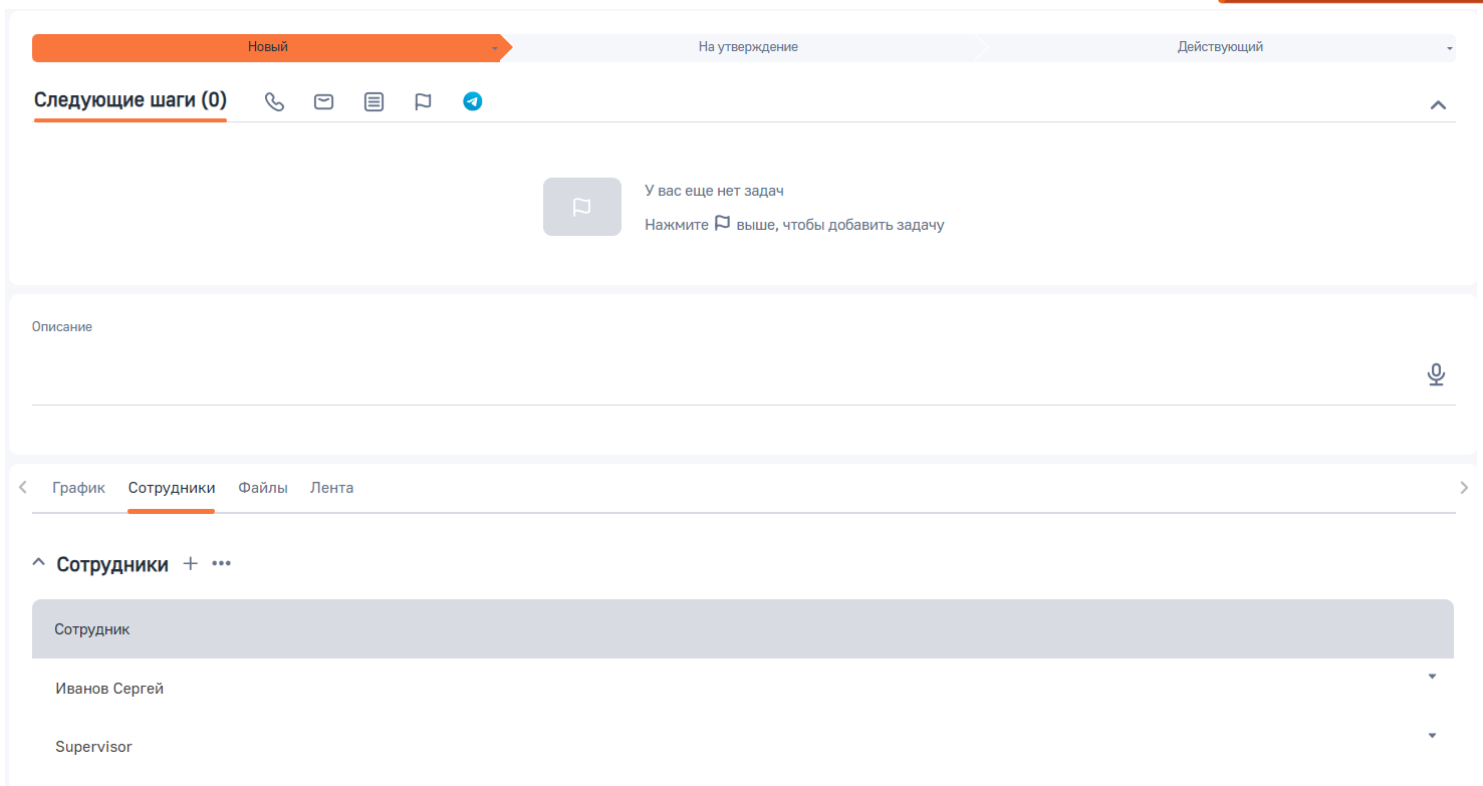 Новый
На утверждение
Действующий
Следующие шаги (0)
У вас еще нет задач
Нажмите выше, чтобы добавить задачу
Описание
График Сотрудники Файлы Лента
Сотрудники
Сотрудник
Иванов Сергей
Supervisor